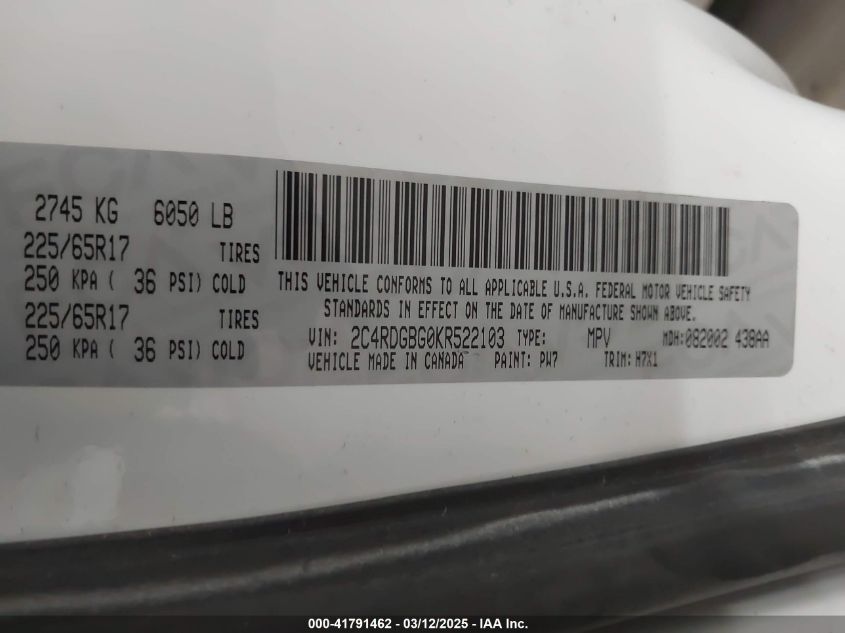 2745 KG 6050 LB
225/65R17 TIRES
250 KPA ( 36 PSI) COLD
225/65R17 TIRES
250 KPA ( 36 PSI) COLD
THIS VEHICLE CONFORMS TO ALL APPLICABLE U.S.A. FEDERAL MOTOR VEHICLE SAFETY
STANDARDS IN EFFECT ON THE DATE OF MANUFACTURE SHOWN ABOVE.
VIN: 2C4RDGBG0KR522103 TYPE: MPV MDH:082002 438AA
VEHICLE MADE IN CANADA PAINT: PW7 TRIM: H7X1
000-41791462 - 03/12/2025 - IAA Inc.